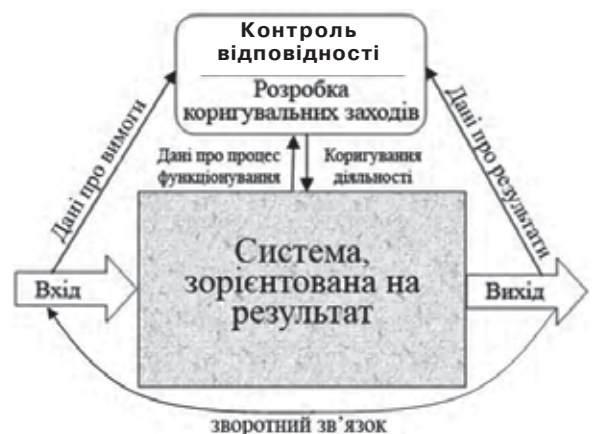 Контроль
відповідності
Розробка
коригувальних заходів
Дані про вимоги
Дані про процес
функціонування
Коригування
діяльності
Дані про результати
Система,
зорієнтована на
результат
Вхід
Вихід
зворотний зв’язок